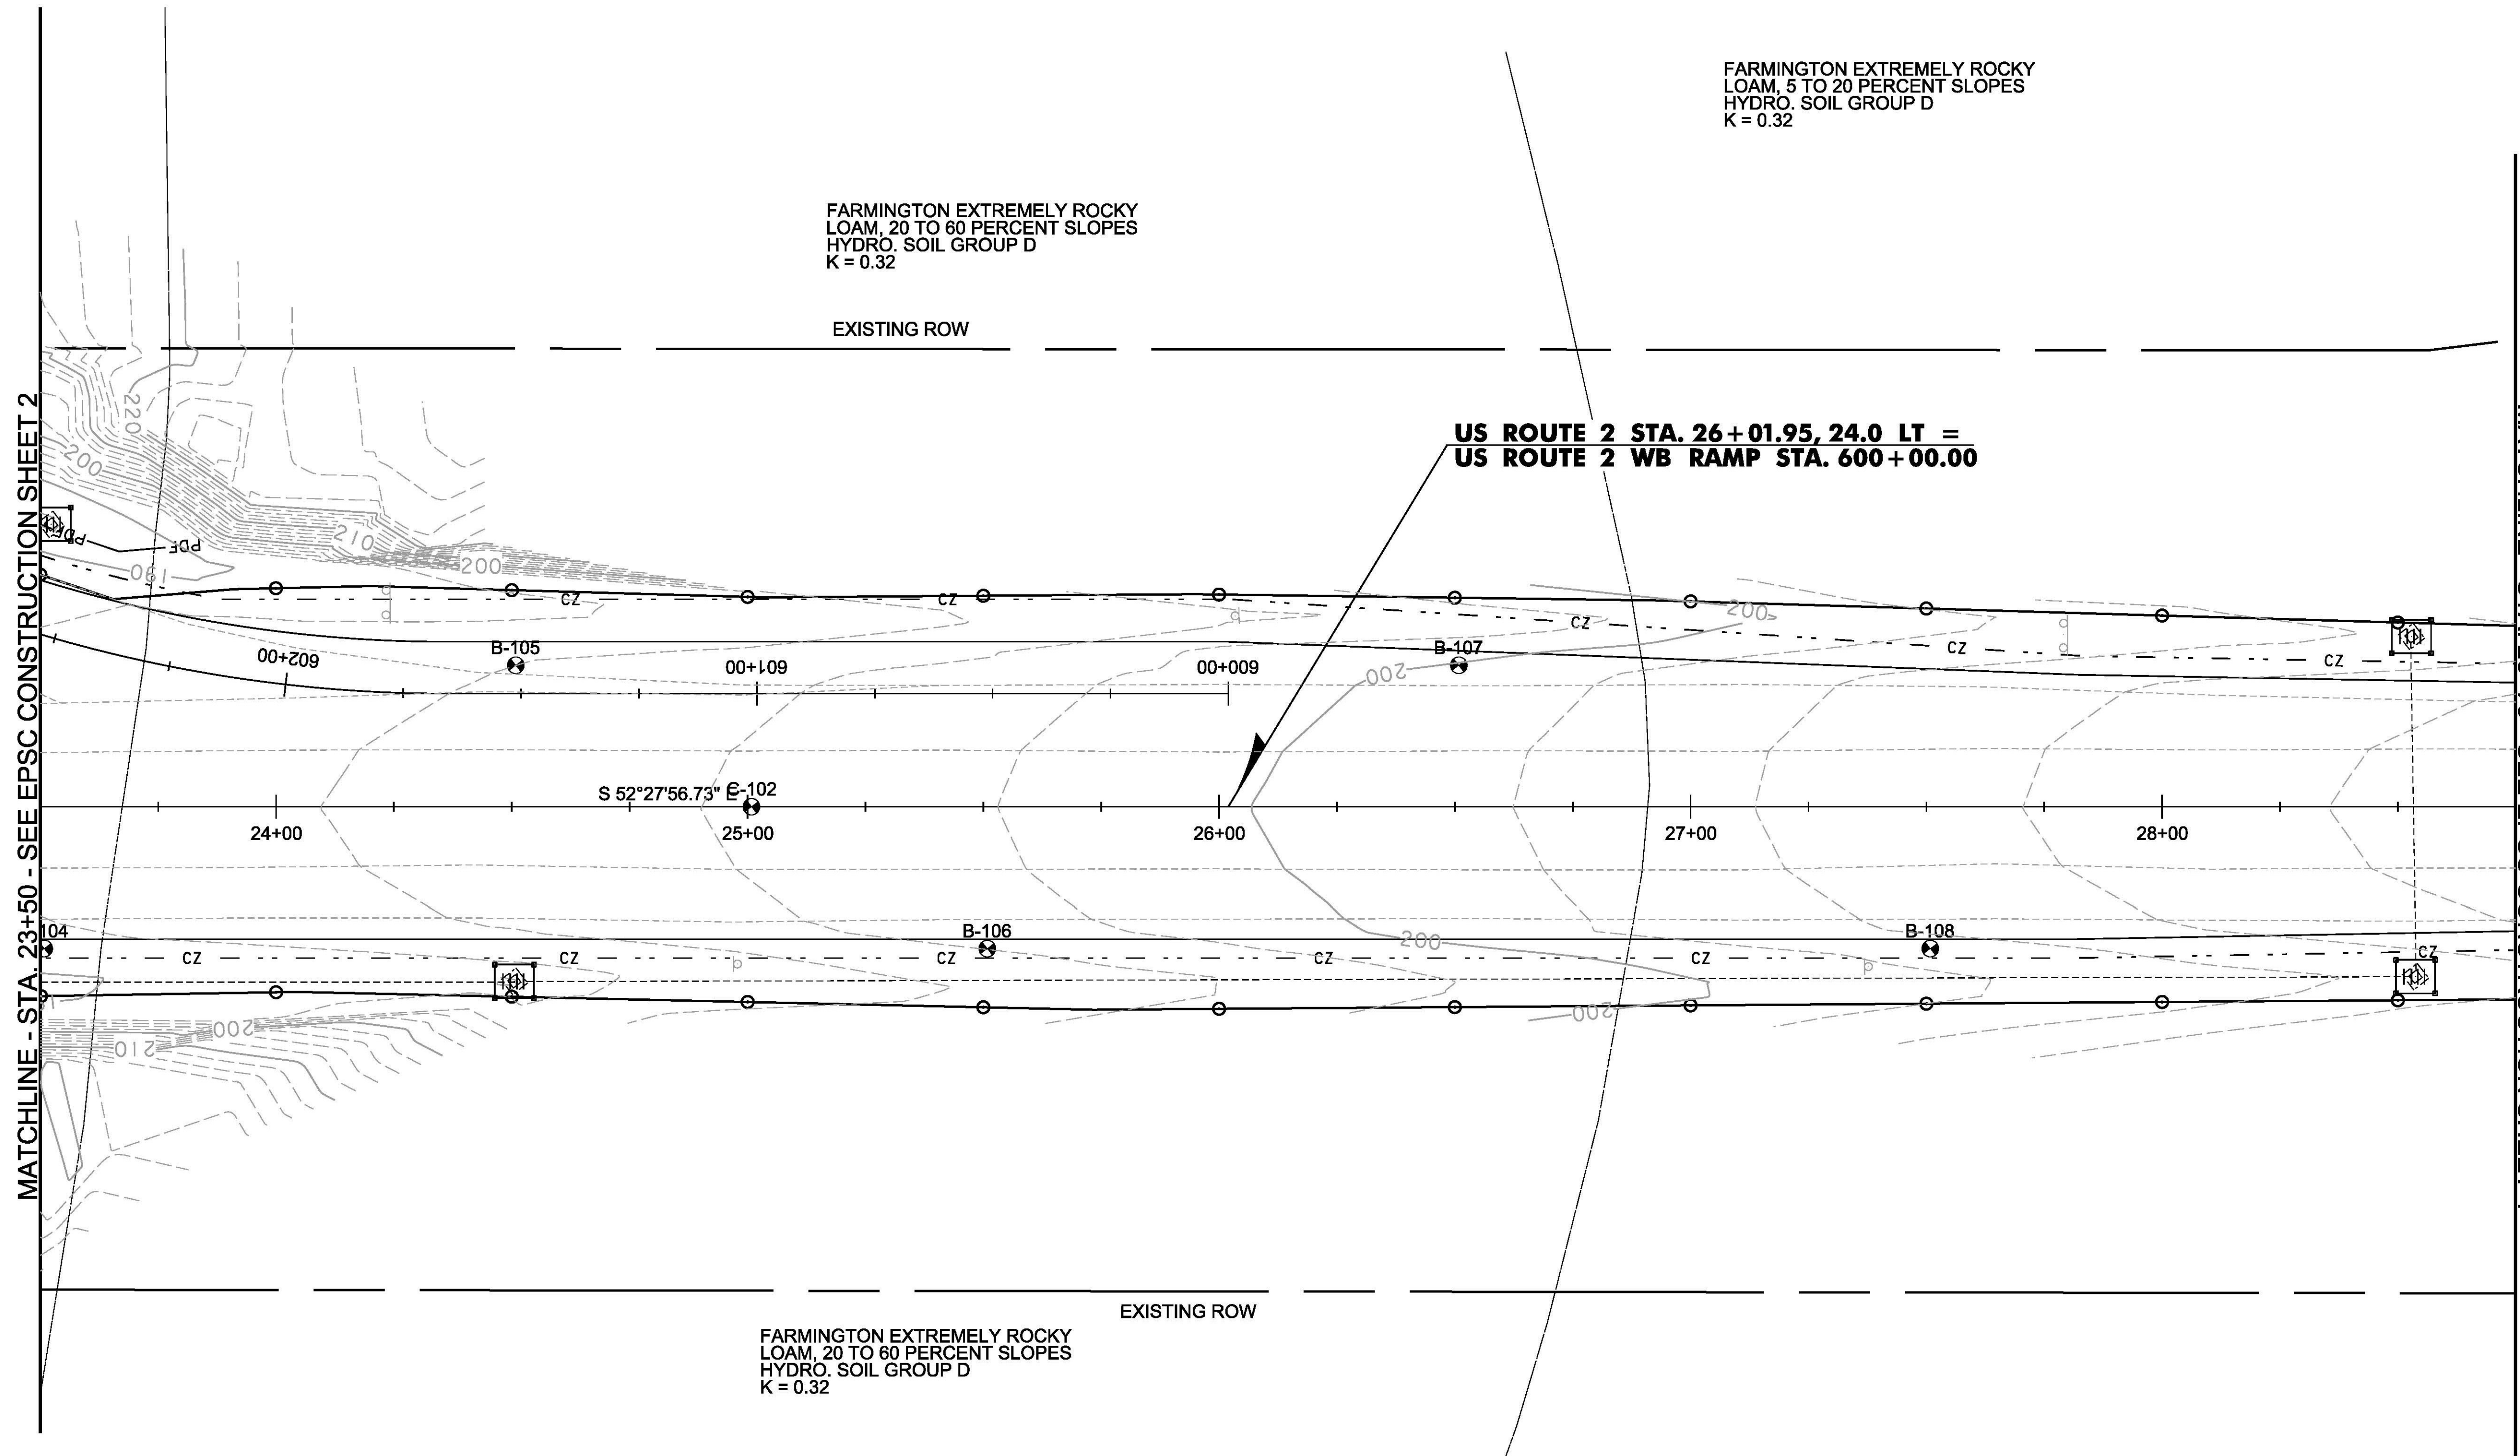 FARMINGTON EXTREMELY ROCKY
LOAM, 5 TO 20 PERCENT SLOPES
HYDRO. SOIL GROUP D
K = 0.32
FARMINGTON EXTREMELY ROCKY
LOAM, 20 TO 60 PERCENT SLOPES
HYDRO. SOIL GROUP D
K = 0.32
EXISTING ROW
MATCHLINE - STA. 23+50 - SEE EPSC CONSTRUCTION SHEET 2
220
200
US ROUTE 2 STA. 26+01.95, 24.0 LT =
US ROUTE 2 WB RAMP STA. 600+00.00
PDF
PDF
210
190
200
CZ
CZ
200
CZ
CZ
CZ
B-105
B-107
602+00
601+00
600+00
200
S 52°27'56.73" E
-102
24+00
25+00
26+00
27+00
28+00
104
B-106
B-108
200
CZ
CZ
CZ
CZ
CZ
CZ
200
210
200
EXISTING ROW
FARMINGTON EXTREMELY ROCKY
LOAM, 20 TO 60 PERCENT SLOPES
HYDRO. SOIL GROUP D
K = 0.32